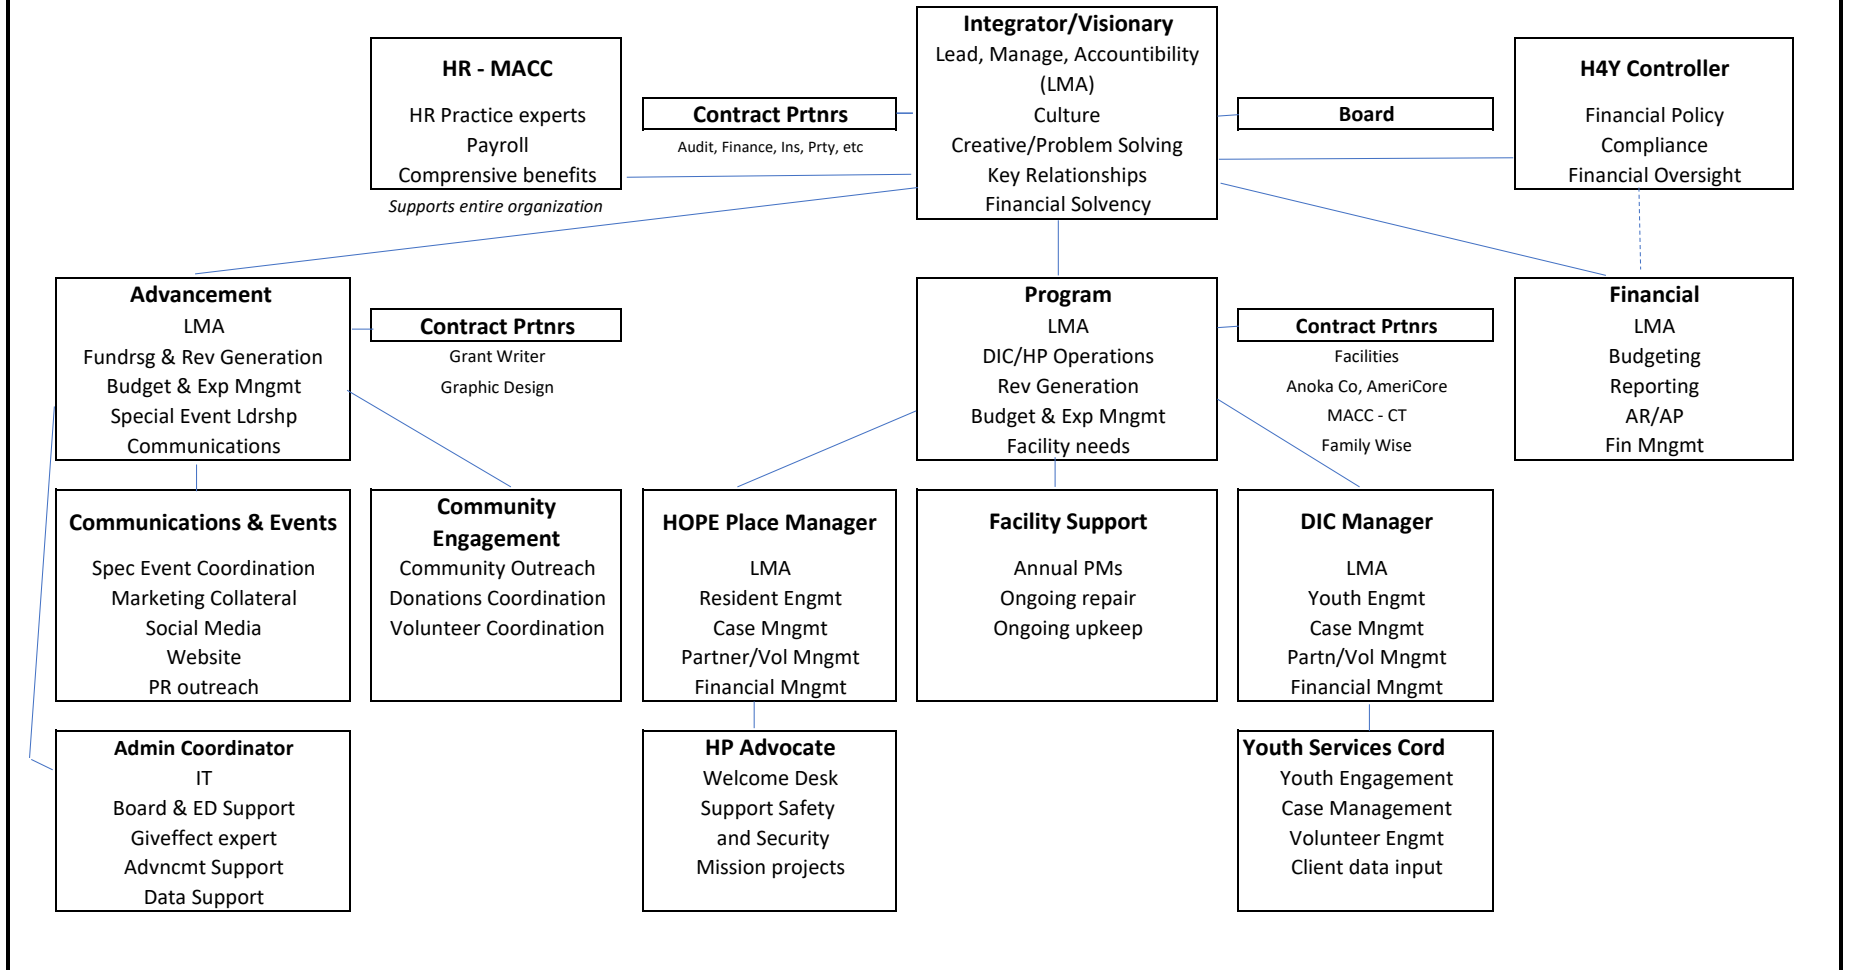 Integrator/Visionary
Lead, Manage, Accountibility
(LMA)
Culture
Creative/Problem Solving
Key Relationships
Financial Solvency
HR - MACC
HR Practice experts
Payroll
Comprensive benefits
Supports entire organization
Contract Prtnrs
Audit, Finance, Ins, Prty, etc
Board
H4Y Controller
Financial Policy
Compliance
Financial Oversight
Advancement
LMA
Fundrsg & Rev Generation
Budget & Exp Mngmt
Special Event Ldrshp
Communications
Contract Prtnrs
Grant Writer
Graphic Design
Program
LMA
DIC/HP Operations
Rev Generation
Budget & Exp Mngmt
Facility needs
Contract Prtnrs
Facilities
Anoka Co, AmeriCore
MACC - CT
Family Wise
Financial
LMA
Budgeting
Reporting
AR/AP
Fin Mngmt
Communications & Events
Spec Event Coordination
Marketing Collateral
Social Media
Website
PR outreach
Community
Engagement
Community Outreach
Donations Coordination
Volunteer Coordination
HOPE Place Manager
LMA
Resident Engmt
Case Mngmt
Partner/Vol Mngmt
Financial Mngmt
Facility Support
Annual PMs
Ongoing repair
Ongoing upkeep
DIC Manager
LMA
Youth Engmt
Case Mngmt
Partn/Vol Mngmt
Financial Mngmt
Admin Coordinator
IT
Board & ED Support
Giveffect expert
Advncmt Support
Data Support
HP Advocate
Welcome Desk
Support Safety
and Security
Mission projects
Youth Services Cord
Youth Engagement
Case Management
Volunteer Engmt
Client data input